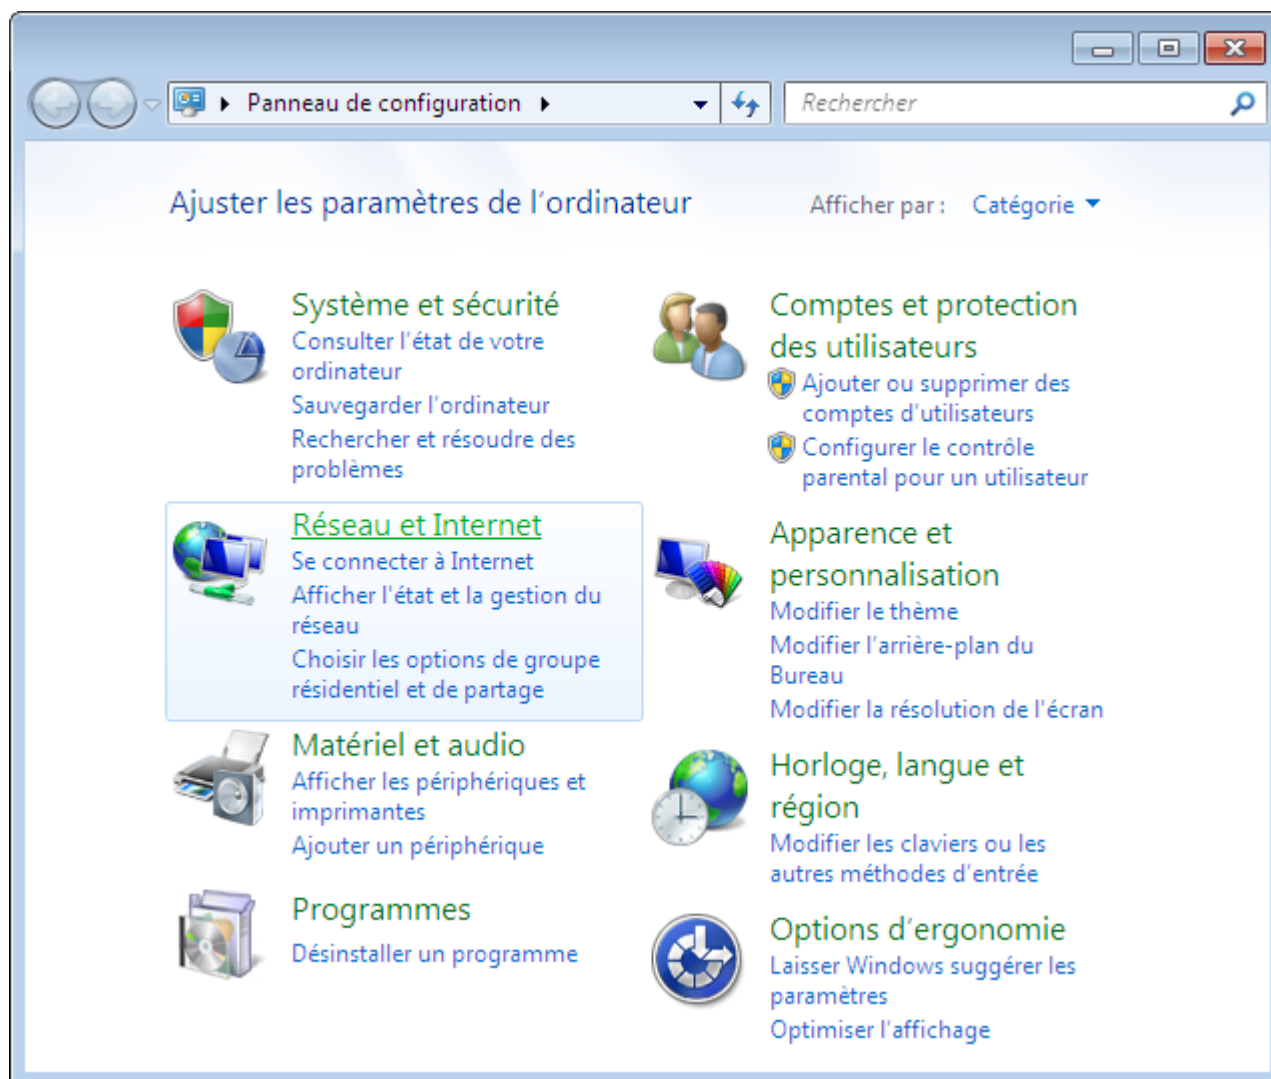 Panneau de configuration
Rechercher
Ajuster les paramètres de l'ordinateur
Afficher par :
Catégorie
Système et sécurité
Consulter l'état de votre
ordinateur
Sauvegarder l'ordinateur
Rechercher et résoudre des
problèmes
Réseau et Internet
Se connecter à Internet
Afficher l'état et la gestion du
réseau
Choisir les options de groupe
résidentiel et de partage
Matériel et audio
Afficher les périphériques et
imprimantes
Ajouter un périphérique
Programmes
Désinstaller un programme
Comptes et protection
des utilisateurs
Ajouter ou supprimer des
comptes d'utilisateurs
Configurer le contrôle
parental pour un utilisateur
Apparence et
personnalisation
Modifier le thème
Modifier l'arrière-plan du
Bureau
Modifier la résolution de l'écran
Horloge, langue et
région
Modifier les claviers ou les
autres méthodes d'entrée
Options d'ergonomie
Laisser Windows suggérer les
paramètres
Optimiser l'affichage